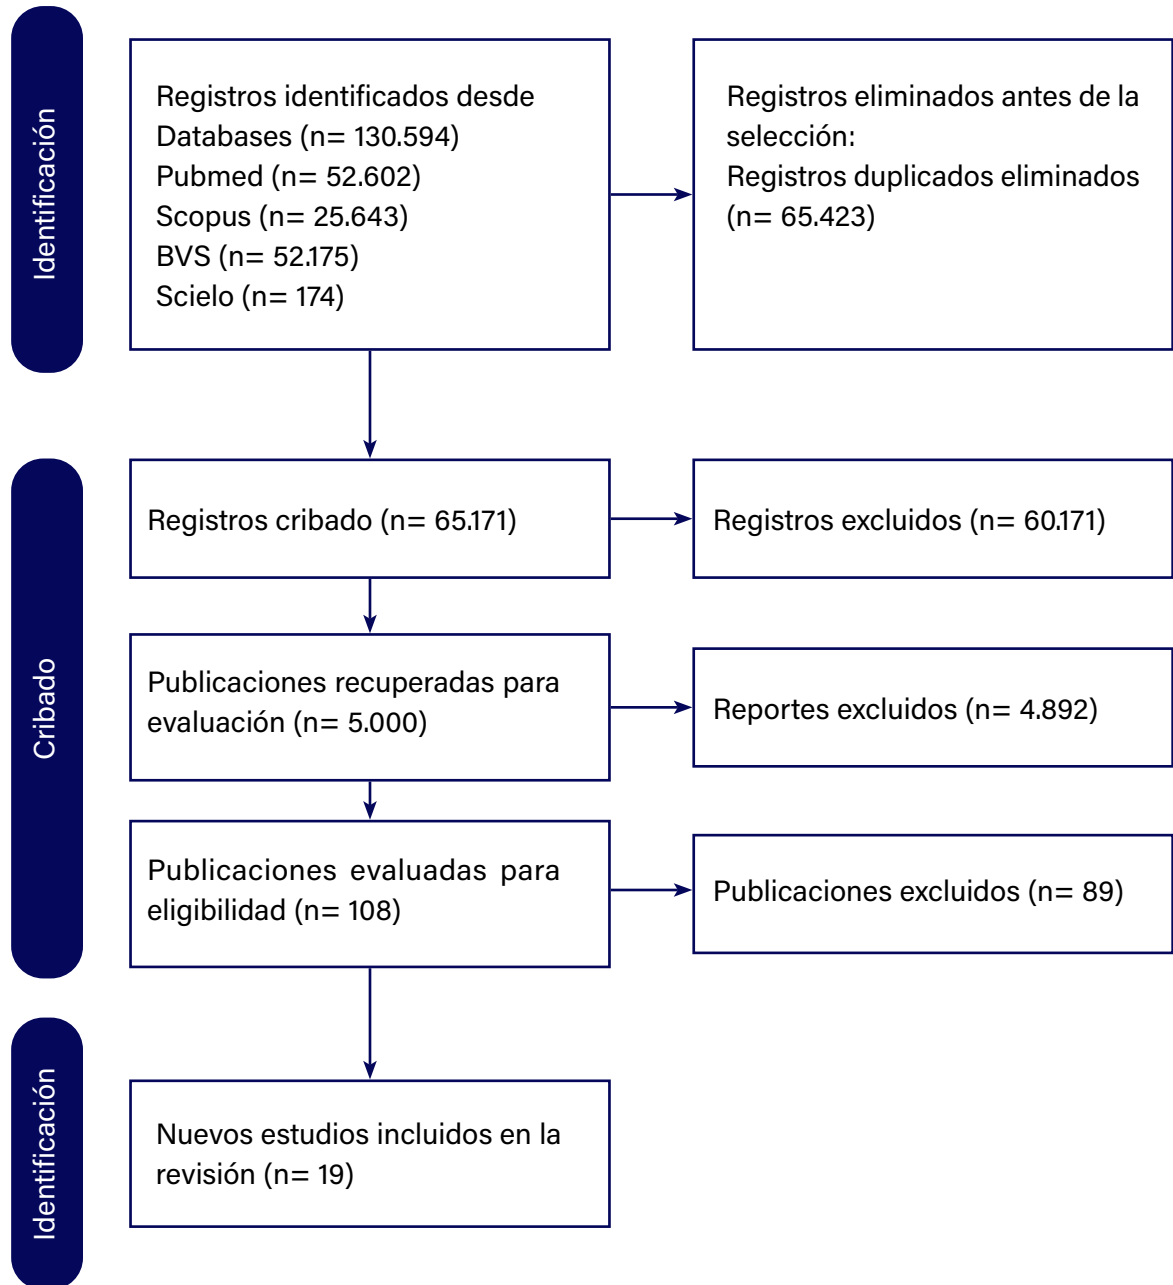 Identificación
Registros identificados desde
Databases (n= 130.594)
Pubmed (n= 52.602)
Scopus (n= 25.643)
BVS (n= 52.175)
Scielo (n= 174)
Registros eliminados antes de la
selección:
Registros duplicados eliminados
(n= 65.423)
Cribado
Registros cribado (n= 65.171)
Registros excluidos (n= 60.171)
Publicaciones recuperadas para
evaluación (n= 5.000)
Reportes excluidos (n= 4.892)
Publicaciones evaluadas para
eligibilidad (n= 108)
Publicaciones excluidos (n= 89)
Identificación
Nuevos estudios incluidos en la
revisión (n= 19)